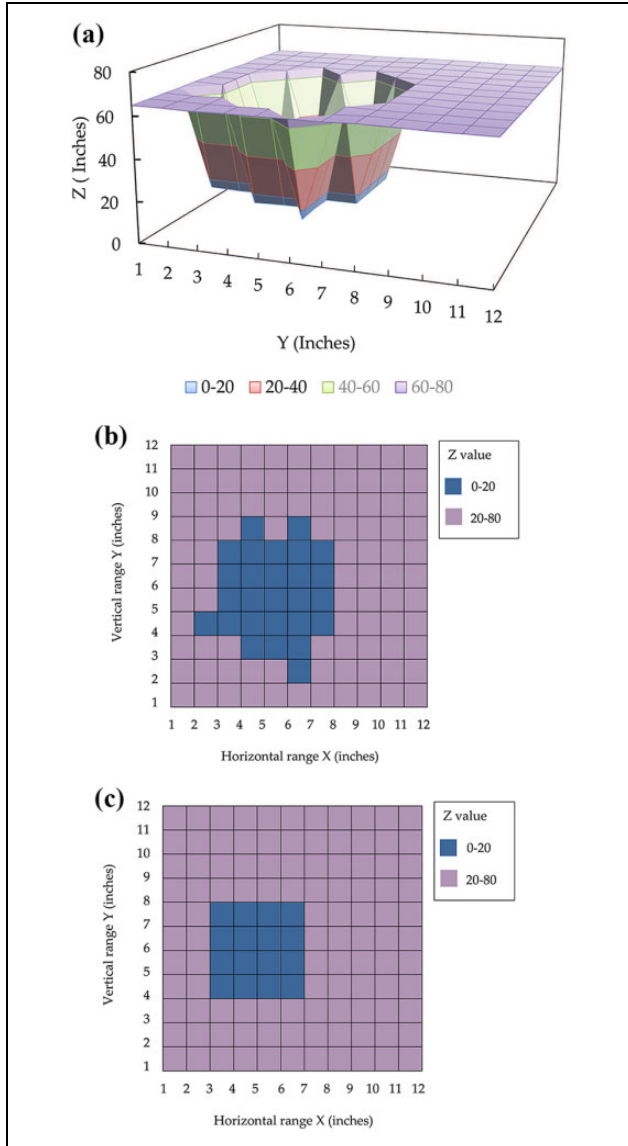 (a)
80
60
40
20
0
Z ( Inches)
1 2 3 4 5 6 7 8 9 10 11 12
Y (Inches)
0-20 20-40 40-60 60-80
(b)
12
11
10
9
8
7
6
5
4
3
2
1
Vertical range Y (inches)
1 2 3 4 5 6 7 8 9 10 11 12
Horizontal range X (inches)
Z value
0-20
20-80
(c)
12
11
10
9
8
7
6
5
4
3
2
1
Vertical range Y (inches)
1 2 3 4 5 6 7 8 9 10 11 12
Horizontal range X (inches)
Z value
0-20
20-80